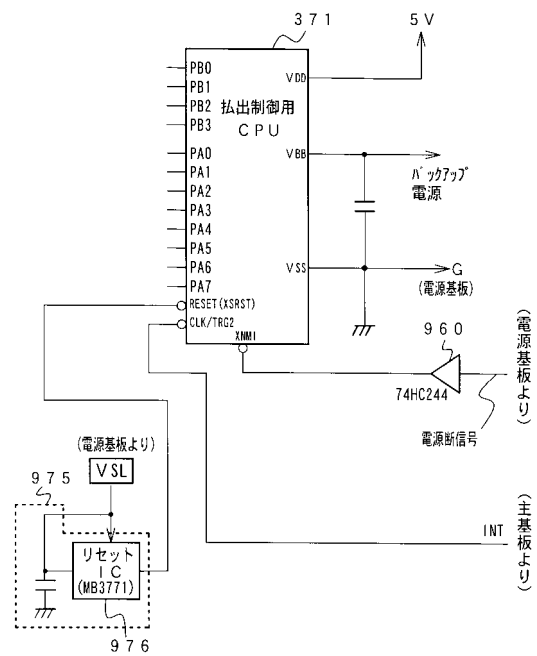 371
5V
PB0
PB1
PB2
PB3
PA0
PA1
PA2
PA3
PA4
PA5
PA6
PA7
RESET(XSRST)
CLK/TRG2
払出制御用
CPU
VDD
VBB
VSS
XNMI
バックアップ
電源
G
(電源基板)
960
74HC244
(電源基板より)
電源断信号
(電源基板より)
VSL
975
リセット
IC
(MB3771)
976
INT
(主基板より)